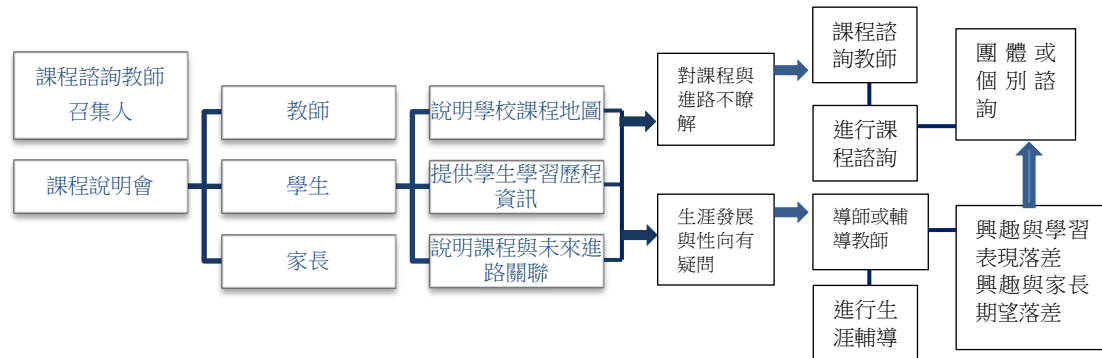 課程諮詢教師
召集人
課程說明會
教師
學生
家長
說明學校課程地圖
提供學生學習歷程
資訊
說明課程與未來進
路關聯
對課程與
進路不瞭
解
生涯發展
與性向有
疑問
課程諮
詢教師
進行課
程諮詢
導師或輔
導教師
進行生
涯輔導
團體或
個別諮
詢
興趣與學習
表現落差
興趣與家長
期望落差